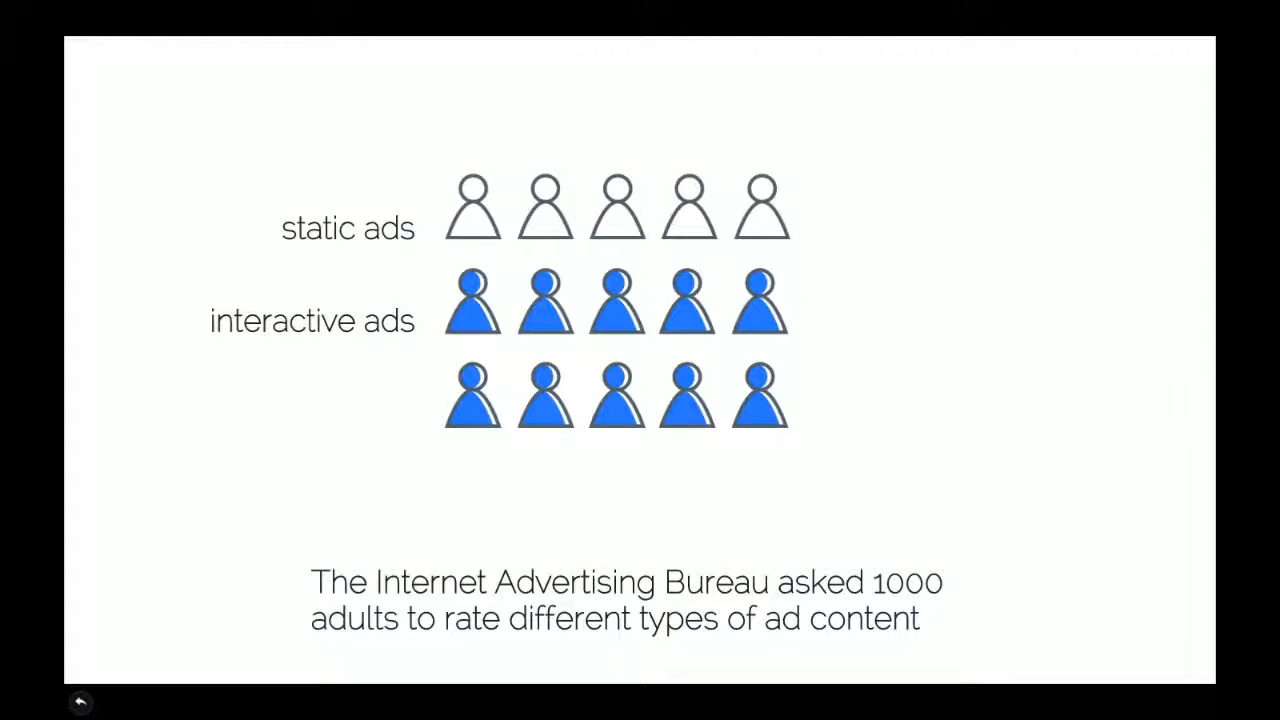 static ads
interactive ads
The Internet Advertising Bureau asked 1000
adults to rate different types of ad content